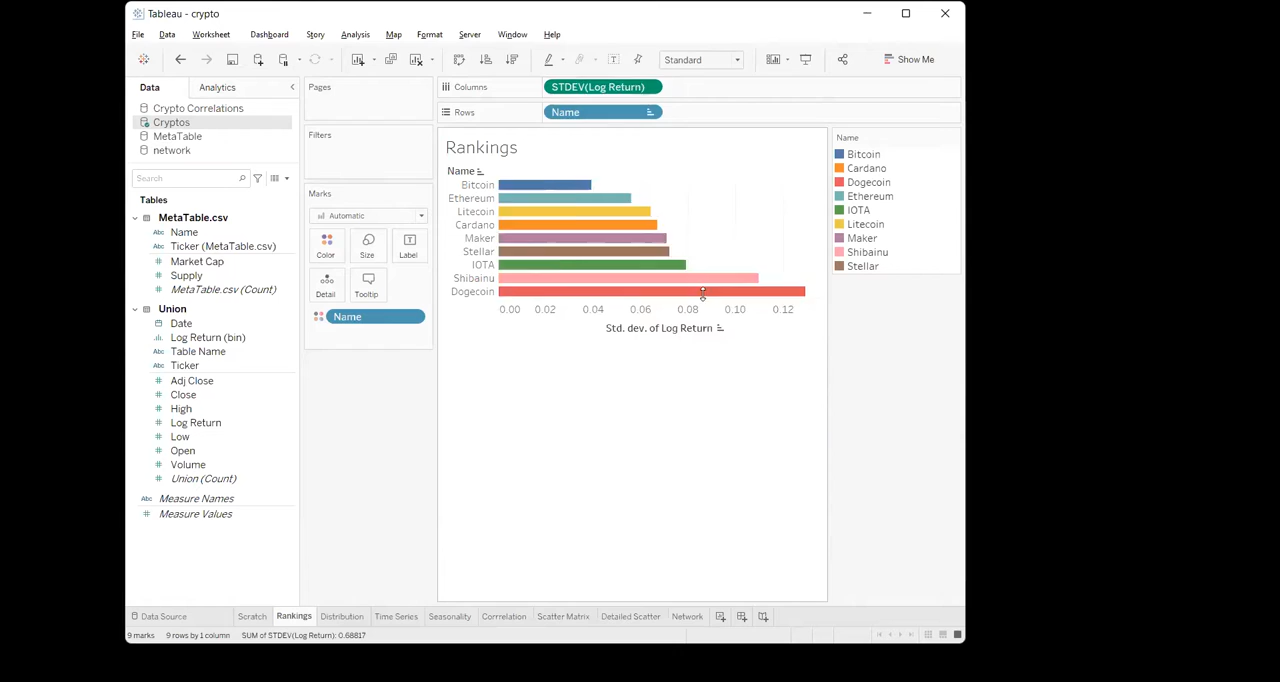 Tableau - crypto
File Data Worksheet Dashboard Story Analysis Map Format Server Window Help
Standard
Show Me
Data Analytics
Crypto Correlations
Cryptos
MetaTable
network
Search
Tables
MetaTable.csv
Abc Name
Abc Ticker (MetaTable.csv)
Market Cap
Supply
MetaTable.csv (Count)
Union
Date
Log Return (bin)
Abc Table Name
Abc Ticker
Adj Close
Close
High
Log Return
Low
Open
Volume
Union (Count)
Abc Measure Names
Measure Values
Pages
Filters
Marks
Automatic
Color Size Label
Detail Tooltip
Name
Columns STDEV(Log Return)
Rows Name
Rankings
Name
Bitcoin
Ethereum
Litecoin
Cardano
Maker
Stellar
IOTA
Shibainu
Dogecoin
0.00 0.02 0.04 0.06 0.08 0.10 0.12
Std. dev. of Log Return
Name
Bitcoin
Cardano
Dogecoin
Ethereum
IOTA
Litecoin
Maker
Shibainu
Stellar
Data Source Scratch Rankings Distribution Time Series Seasonality Corrrelation Scatter Matrix Detailed Scatter Network
9 marks 9 rows by 1 column SUM of STDEV(Log Return): 0.68817